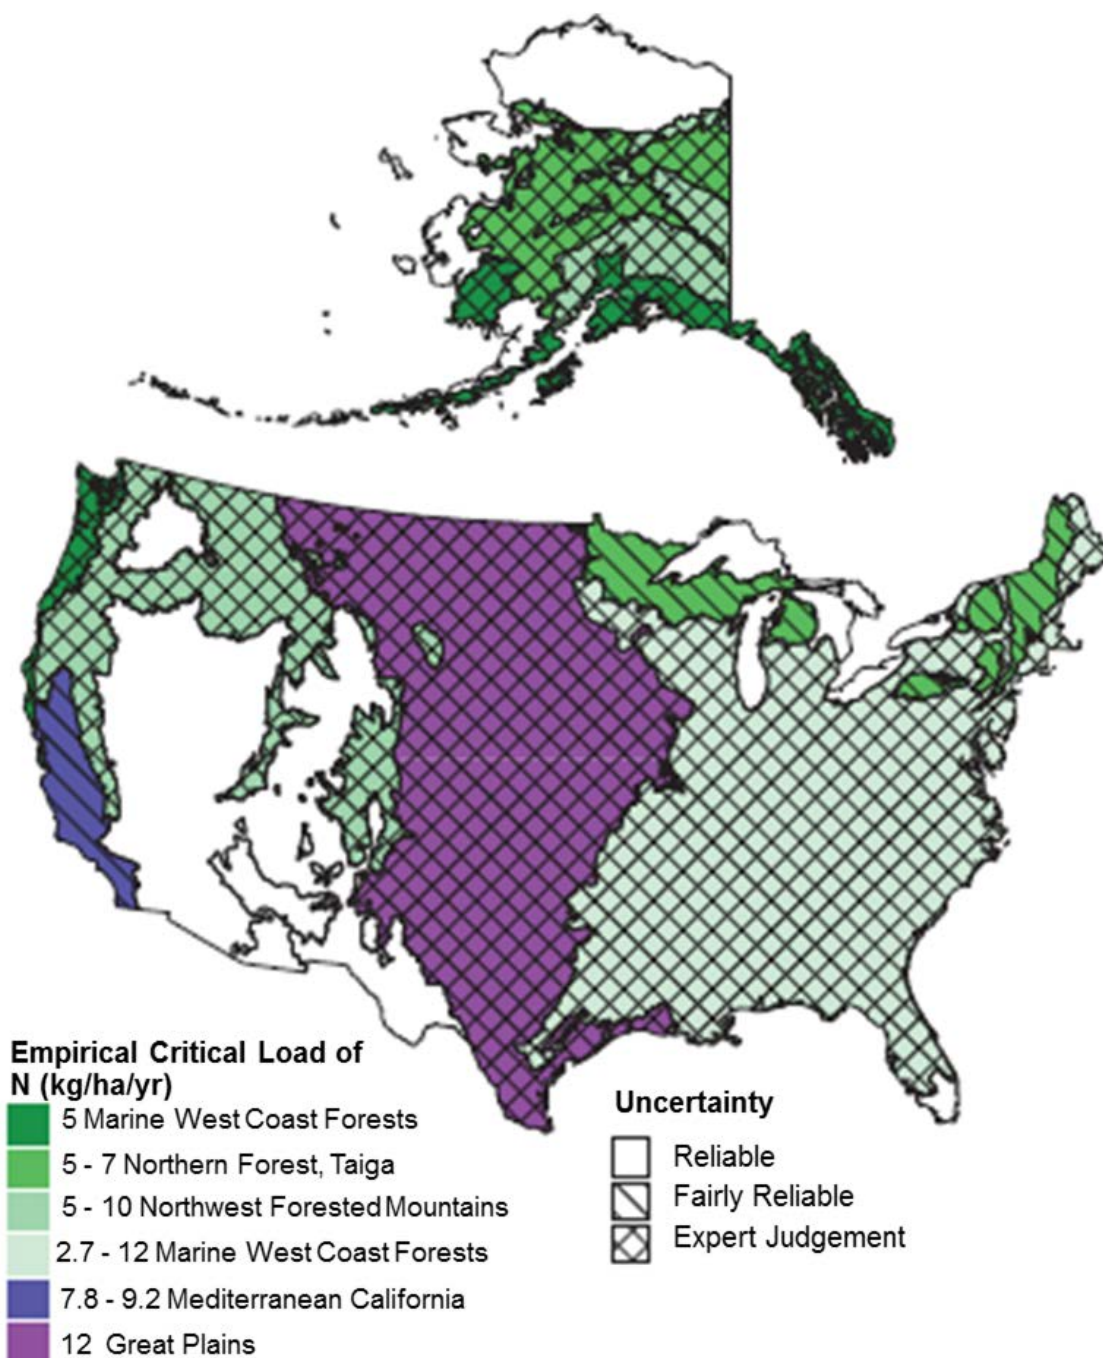 Empirical Critical Load of
N (kg/ha/yr)
5 Marine West Coast Forests
5 - 7 Northern Forest, Taiga
5 - 10 Northwest Forested Mountains
2.7 - 12 Marine West Coast Forests
7.8 - 9.2 Mediterranean California
12 Great Plains
Uncertainty
Reliable
Fairly Reliable
Expert Judgement